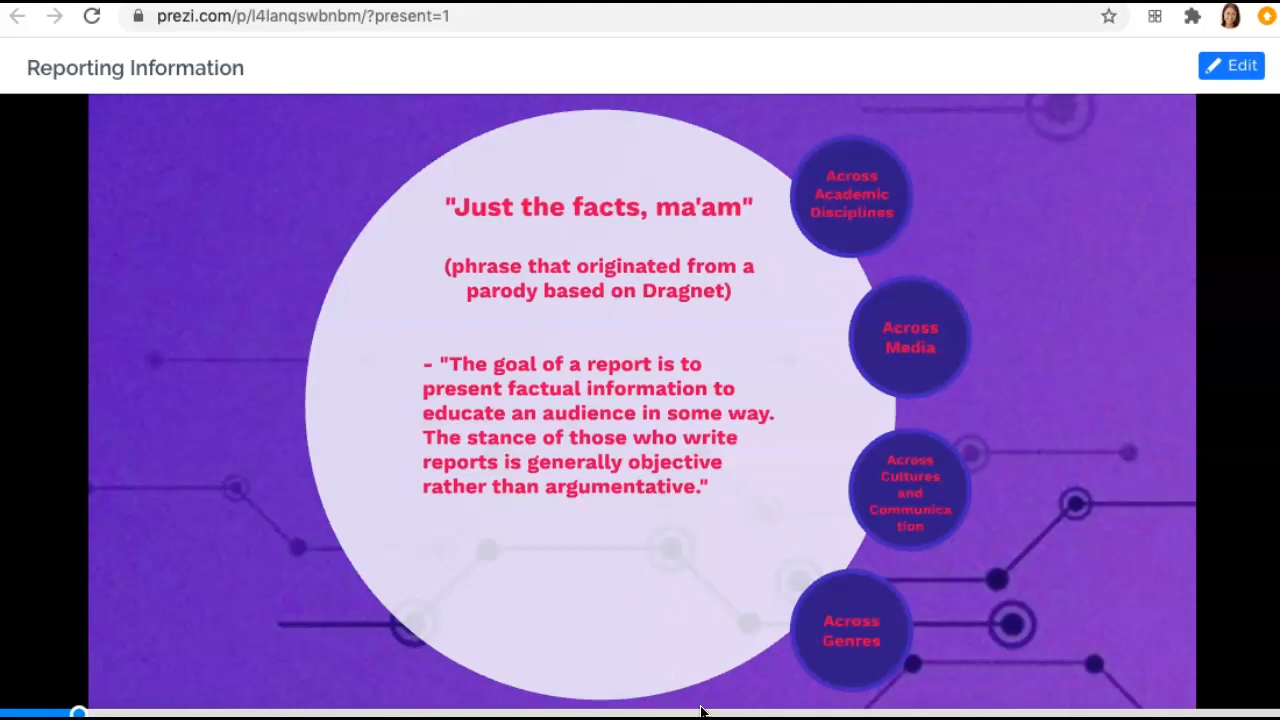 prezi.com/p/l4lanqswbnbm/?present=1
Reporting Information
Edit
"Just the facts, ma'am"
(phrase that originated from a
parody based on Dragnet)
- "The goal of a report is to
present factual information to
educate an audience in some way.
The stance of those who write
reports is generally objective
rather than argumentative."
Across
Academic
Disciplines
Across
Media
Across
Cultures
and
Communica
tion
Across
Genres